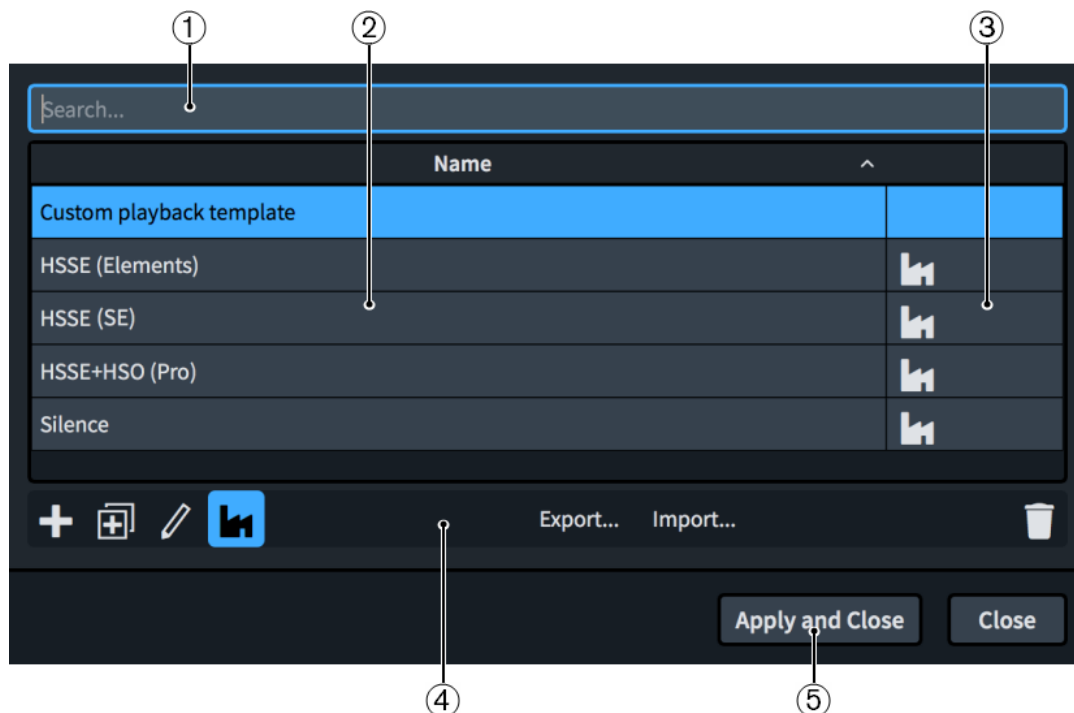 ① ② ③
Search...
Name
Custom playback template
HSSE (Elements)
HSSE (SE)
HSSE+HSO (Pro)
Silence
Export... Import...
Apply and Close Close
④ ⑤